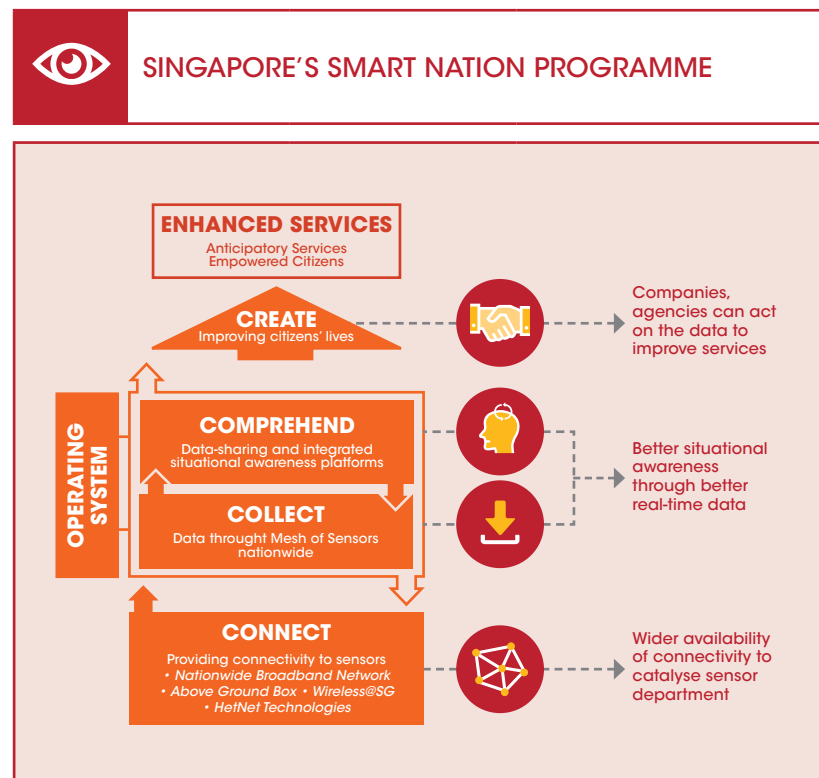 SINGAPORE'S SMART NATION PROGRAMME
ENHANCED SERVICES
Anticipatory Services
Empowered Citizens
CREATE
Improving citizens' lives
Companies,
agencies can act
on the data to
improve services
OPERATING
SYSTEM
COMPREHEND
Data-sharing and integrated
situational awareness platforms
COLLECT
Data throught Mesh of Sensors
nationwide
Better situational
awareness
through better
real-time data
CONNECT
Providing connectivity to sensors
• Nationwide Broadband Network
• Above Ground Box • Wireless@SG
• HetNet Technologies
Wider availability
of connectivity to
catalyse sensor
department